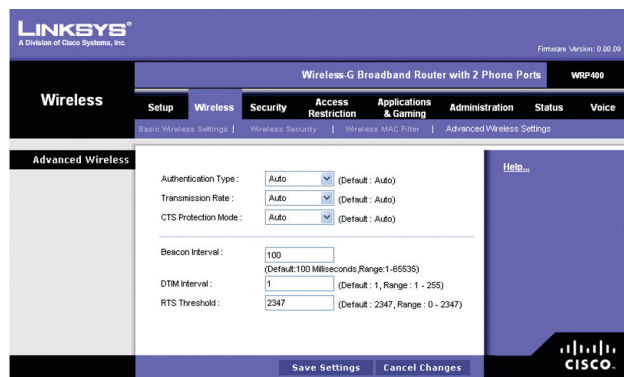 LINKSYS®
A Division of Cisco Systems, Inc.
Firmware Version: 0.00.09
Wireless-G Broadband Router with 2 Phone Ports WRP400
Wireless
Setup Wireless Security Access Restriction Applications & Gaming Administration Status Voice
Basic Wireless Settings | Wireless Security | Wireless MAC Filter | Advanced Wireless Settings
Advanced Wireless
Help...
Authentication Type : Auto (Default : Auto)
Transmission Rate : Auto (Default : Auto)
CTS Protection Mode : Auto (Default : Auto)
Beacon Interval : 100
(Default:100 Milliseconds,Range:1-65535)
DTIM Interval : 1 (Default : 1, Range : 1 - 255)
RTS Threshold : 2347 (Default : 2347, Range : 0 - 2347)
Save Settings Cancel Changes
CISCO.